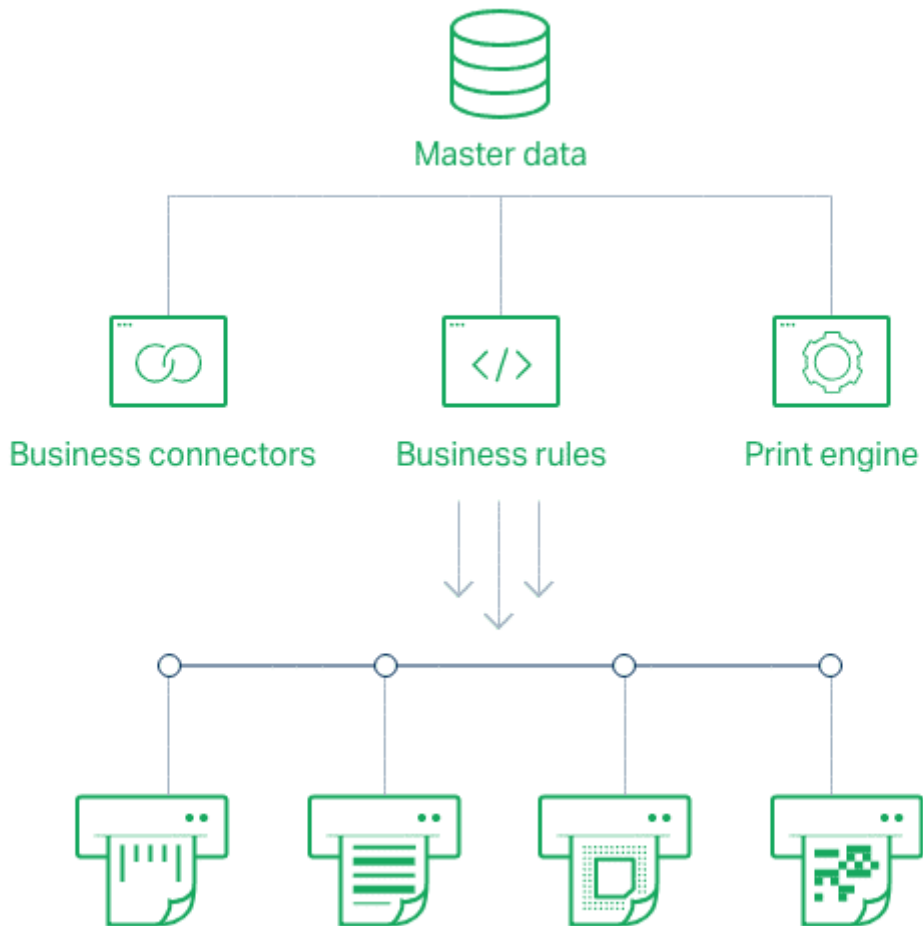 Master data
Business connectors
Business rules
Print engine